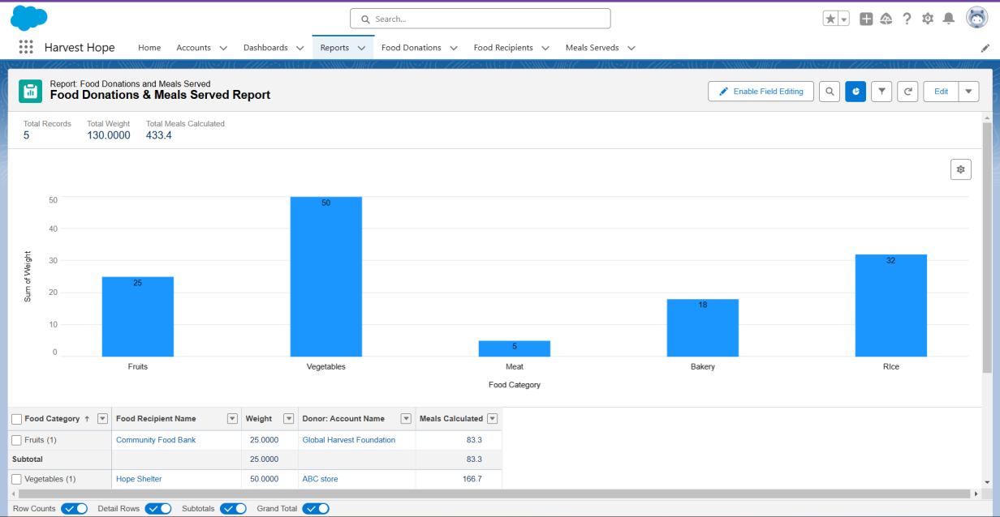 Search...
Harvest Hope Home Accounts Dashboards Reports Food Donations Food Recipients Meals Serveds
Report: Food Donations and Meals Served
Food Donations & Meals Served Report
Enable Field Editing Edit
Total Records Total Weight Total Meals Calculated
5 130.0000 433.4
50
40
30
20
10
0
Sum of Weight
25 50 5 18 32
Fruits Vegetables Meat Bakery RIce
Food Category
Food Category ↑ Food Recipient Name Weight Donor: Account Name Meals Calculated
Fruits (1) Community Food Bank 25.0000 Global Harvest Foundation 83.3
Subtotal 25.0000 83.3
Vegetables (1) Hope Shelter 50.0000 ABC store 166.7
Row Counts Detail Rows Subtotals Grand Total